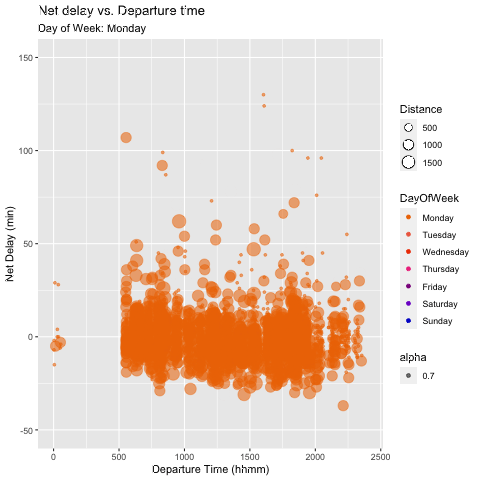 Net delay vs. Departure time
Day of Week: Monday
150
100
50
0
-50
Net Delay (min)
0
500
1000
1500
2000
2500
Departure Time (hhmm)
Distance
500
1000
1500
DayOfWeek
Monday
Tuesday
Wednesday
Thursday
Friday
Saturday
Sunday
alpha
0.7